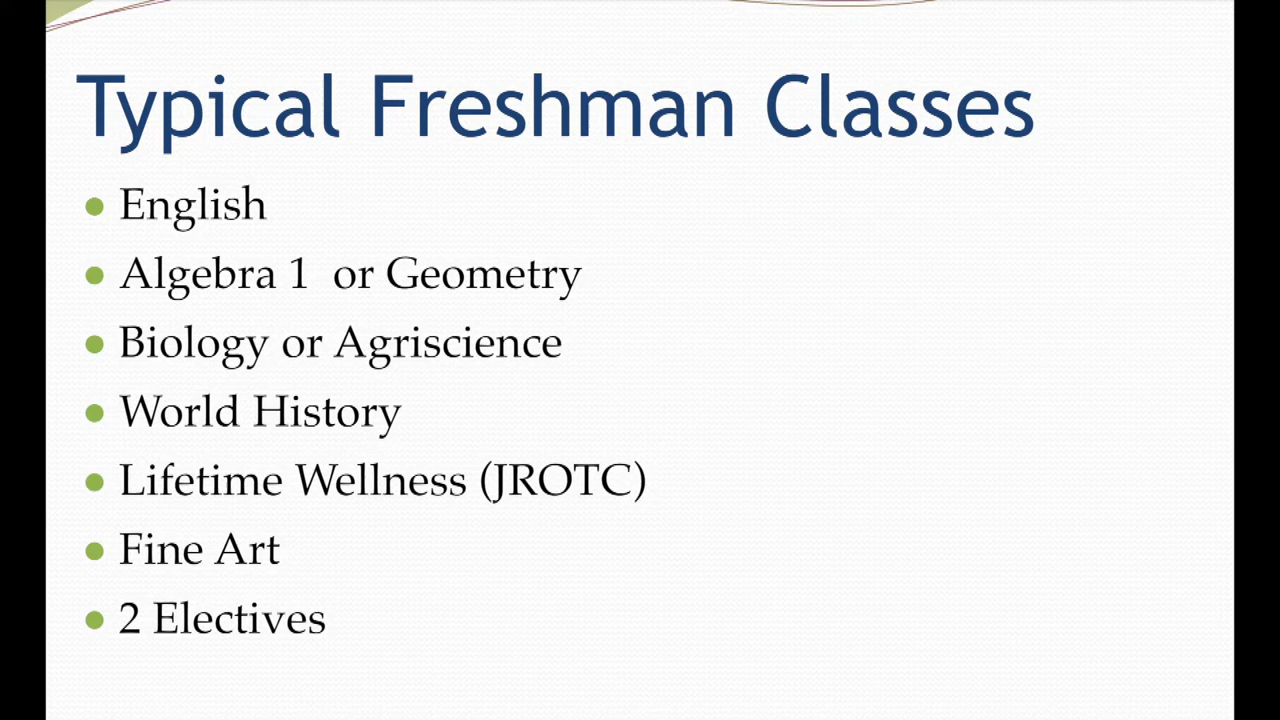 Typical Freshman Classes
English
Algebra 1 or Geometry
Biology or Agriscience
World History
Lifetime Wellness (JROTC)
Fine Art
2 Electives